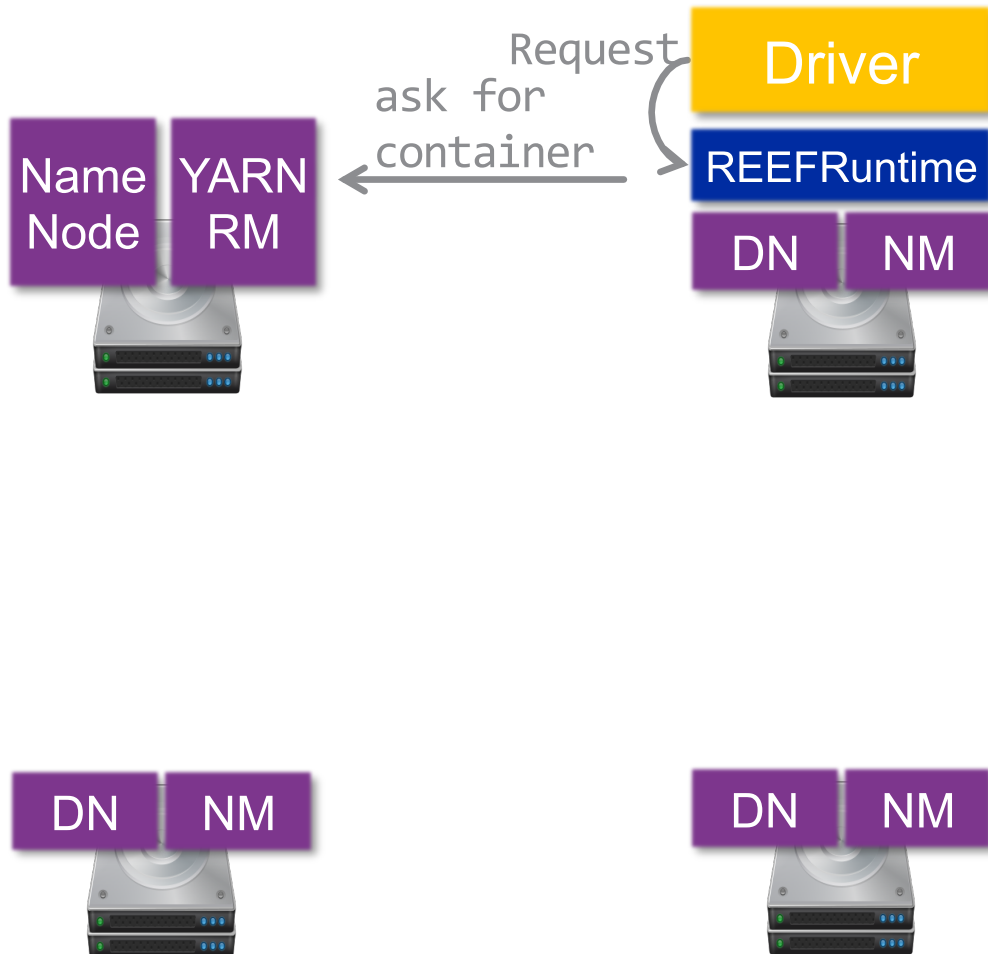 Request
ask for
container
Driver
Name
Node
YARN
RM
REEFRuntime
DN
NM
DN
NM
DN
NM